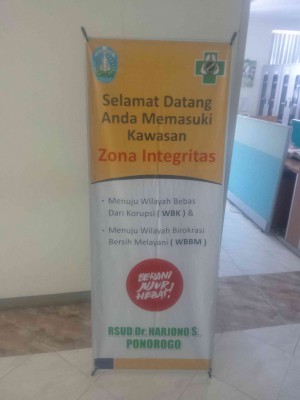 Selamat Datang
Anda Memasuki
Kawasan
Zona Integritas
- Menuju Wilayah Bebas
Dari Korupsi ( WBK ) &
- Menuju Wilayah Birokrasi
Bersih Melayani ( WBBM )
BERANI
JUJUR
HEBAT!
RSUD Dr. HARJONO S.
PONOROGO